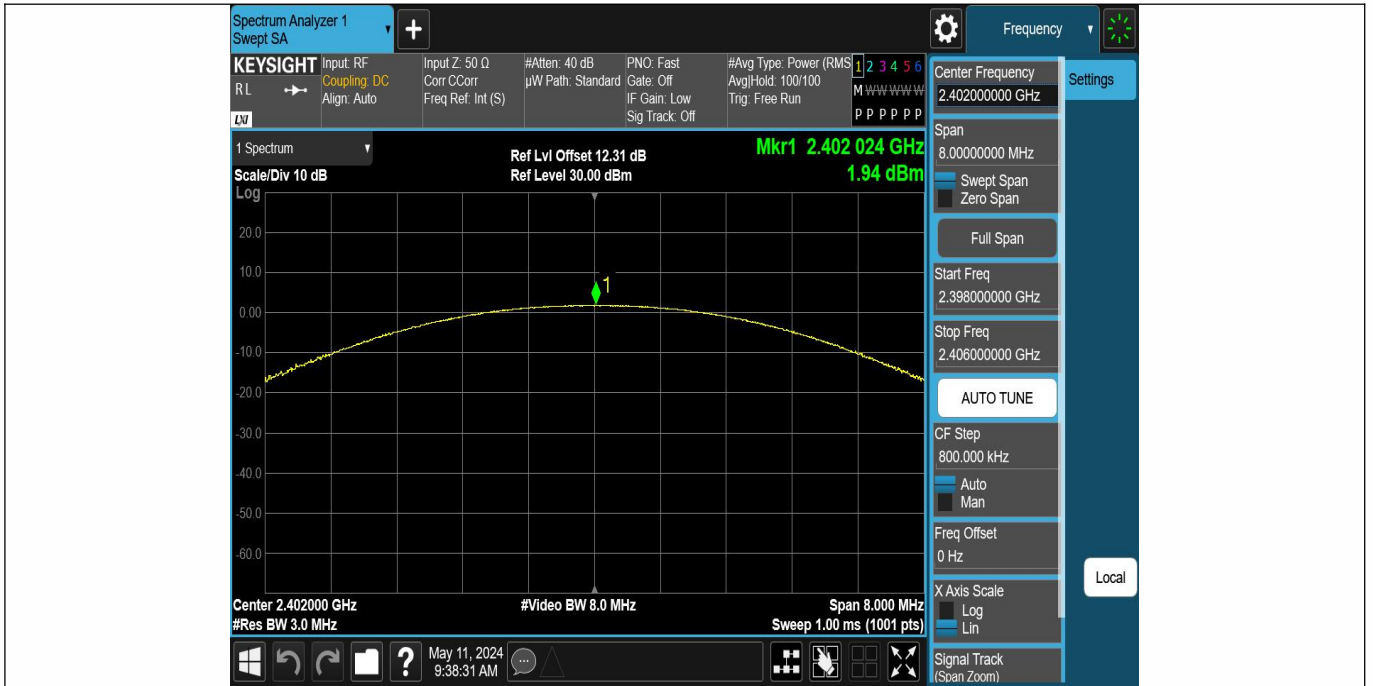 Spectrum Analyzer 1
Swept SA
+
Frequency
KEYSIGHT
RL
LXI
Input: RF
Coupling: DC
Align: Auto
Input Z: 50 Ω
Corr CCorr
Freq Ref: Int (S)
#Atten: 40 dB
µW Path: Standard
PNO: Fast
Gate: Off
IF Gain: Low
Sig Track: Off
#Avg Type: Power (RMS
Avg|Hold: 100/100
Trig: Free Run
1 2 3 4 5 6
M W W W W W
P P P P P P
1 Spectrum
Scale/Div 10 dB
Ref Lvl Offset 12.31 dB
Ref Level 30.00 dBm
Mkr1 2.402 024 GHz
1.94 dBm
Log
20.0
10.0
0.00
-10.0
-20.0
-30.0
-40.0
-50.0
-60.0
1
Center 2.402000 GHz
#Res BW 3.0 MHz
#Video BW 8.0 MHz
Span 8.000 MHz
Sweep 1.00 ms (1001 pts)
Center Frequency
2.402000000 GHz
Settings
Span
8.00000000 MHz
Swept Span
Zero Span
Full Span
Start Freq
2.398000000 GHz
Stop Freq
2.406000000 GHz
AUTO TUNE
CF Step
800.000 kHz
Auto
Man
Freq Offset
0 Hz
X Axis Scale
Log
Lin
Local
Signal Track
(Span Zoom)
?
May 11, 2024
9:38:31 AM